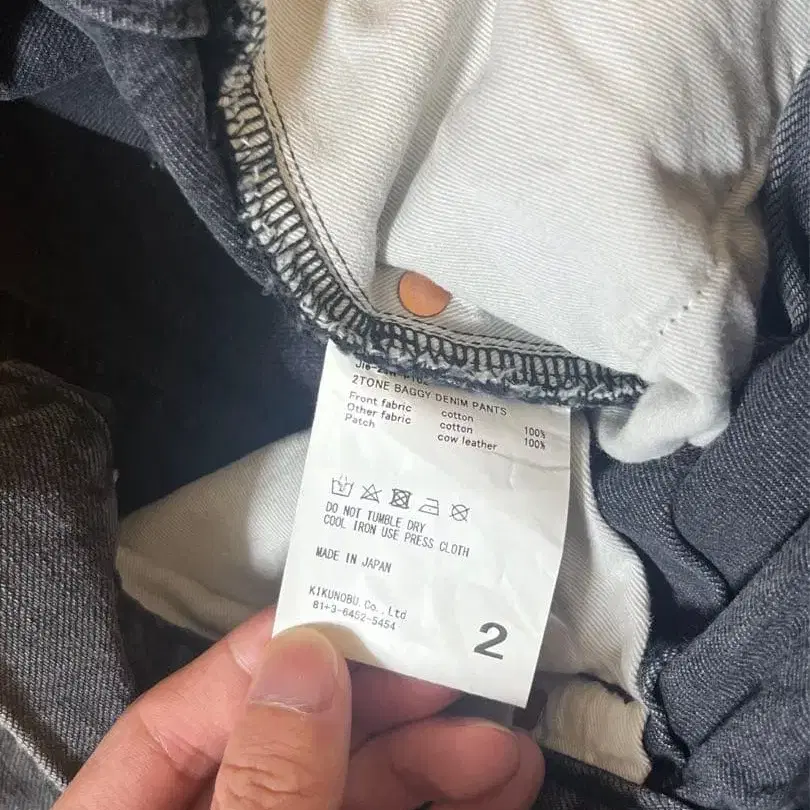 2TONE BAGGY DENIM PANTS
Front fabric cotton 100%
Other fabric cotton 100%
Patch cow leather
DO NOT TUMBLE DRY
COOL IRON USE PRESS CLOTH
MADE IN JAPAN
KIKUNOBU.Co.,Ltd
81+3-6452-5454
2